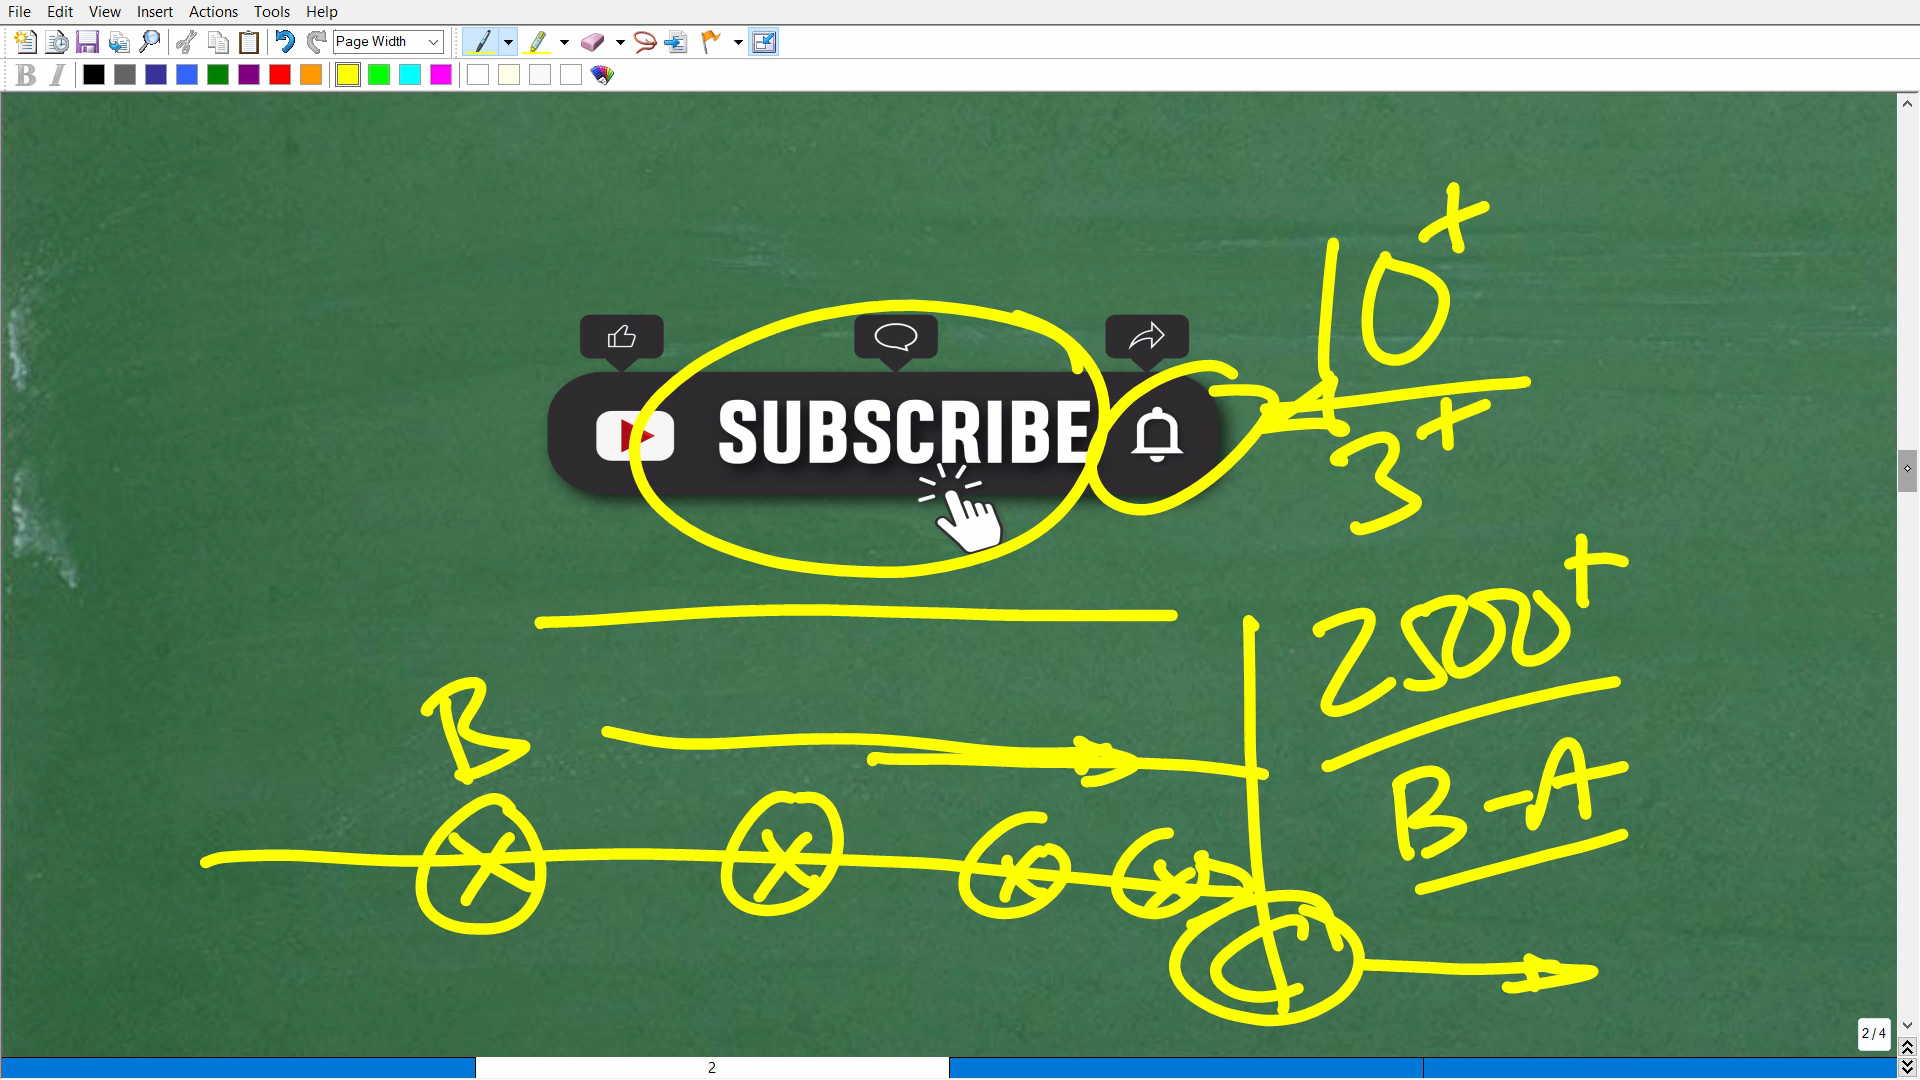 File Edit View Insert Actions Tools Help
Page Width
B I
10+
SUBSCRIBE
3+
2500+
B
B-A
C
2 / 4
2